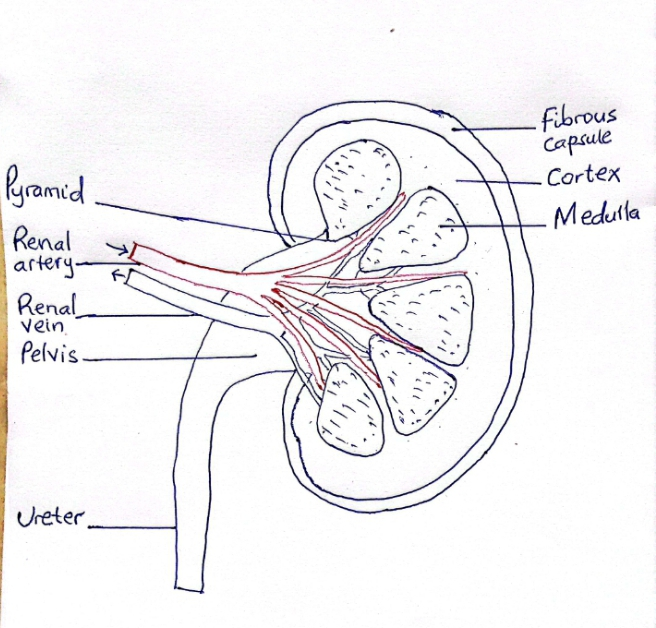 Fibrous
capsule
Cortex
Medulla
Pyramid
Renal
artery
Renal
vein
Pelvis
Ureter